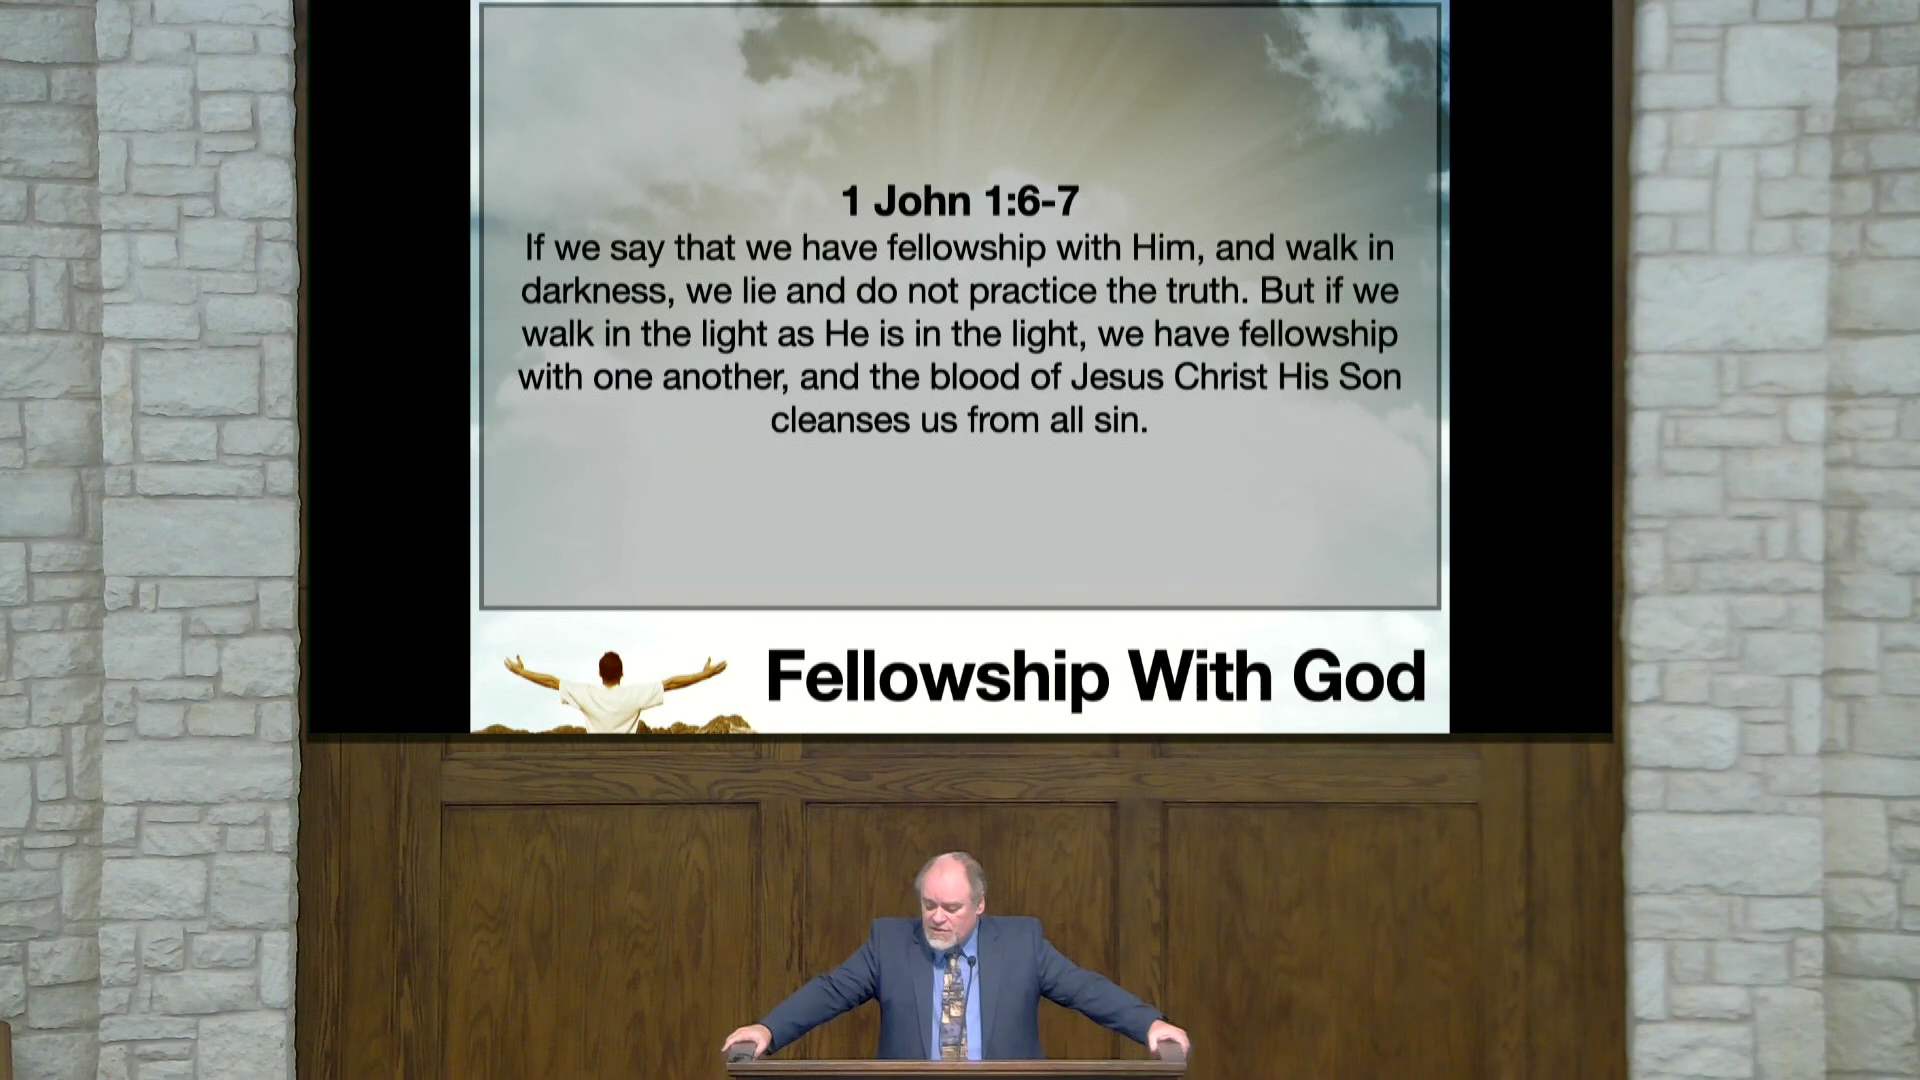 1 John 1:6-7
If we say that we have fellowship with Him, and walk in
darkness, we lie and do not practice the truth. But if we
walk in the light as He is in the light, we have fellowship
with one another, and the blood of Jesus Christ His Son
cleanses us from all sin.
Fellowship With God